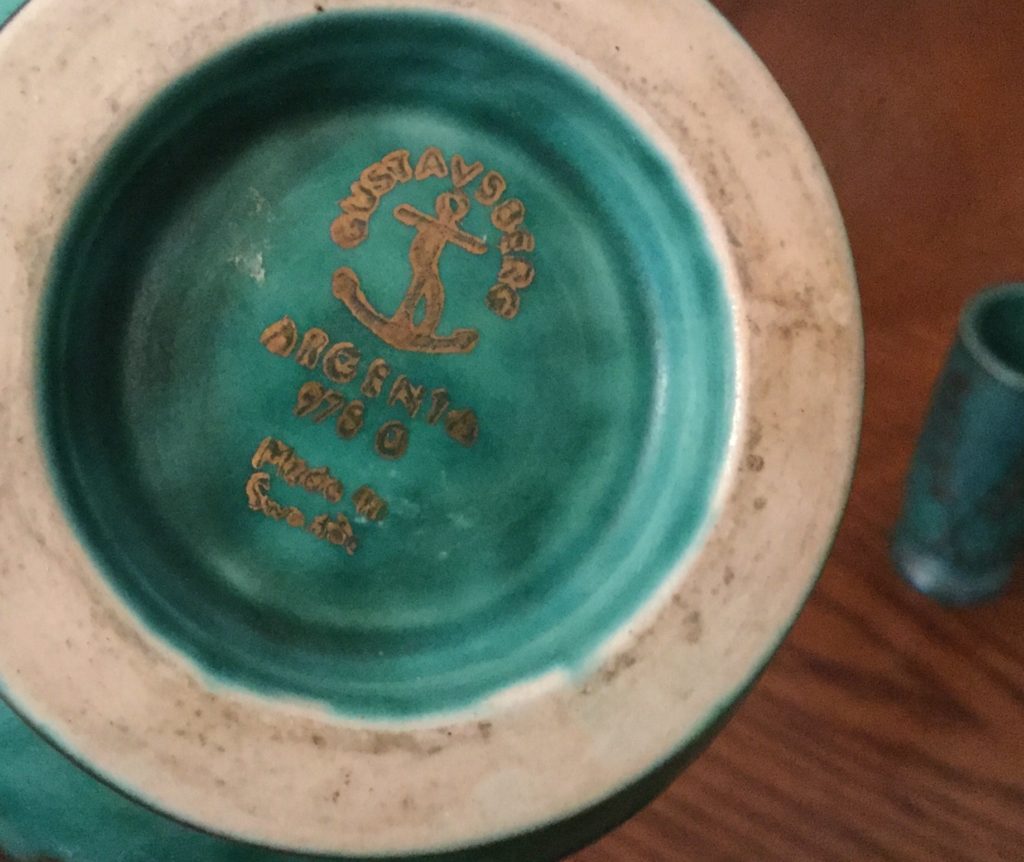 GUSTAVSBERG
ARGENTA
978 O
Made in
Sweden